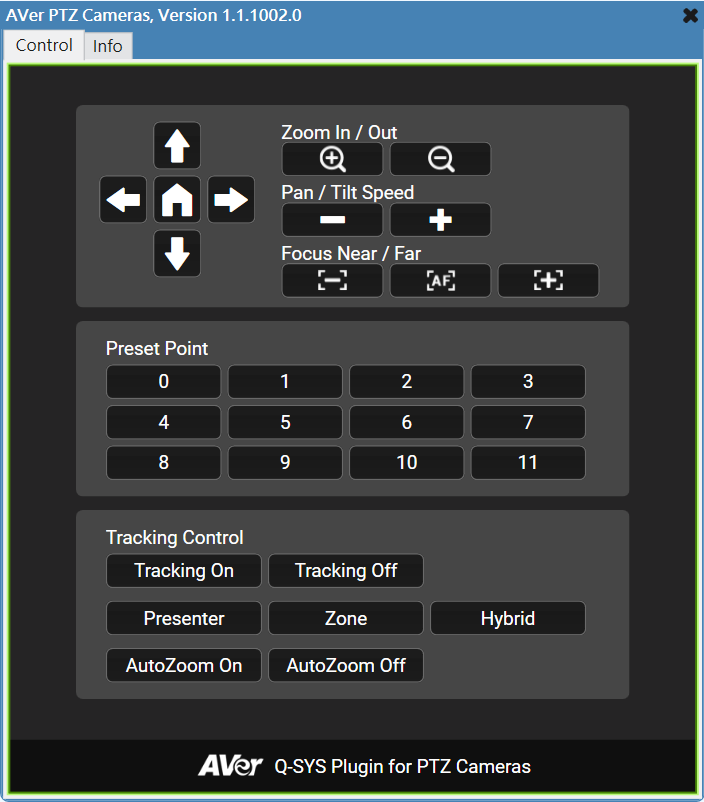 AVer PTZ Cameras, Version 1.1.1002.0
Control Info
Zoom In / Out
Pan / Tilt Speed
Focus Near / Far
AF
Preset Point
0 1 2 3
4 5 6 7
8 9 10 11
Tracking Control
Tracking On Tracking Off
Presenter Zone Hybrid
AutoZoom On AutoZoom Off
AVer Q-SYS Plugin for PTZ Cameras